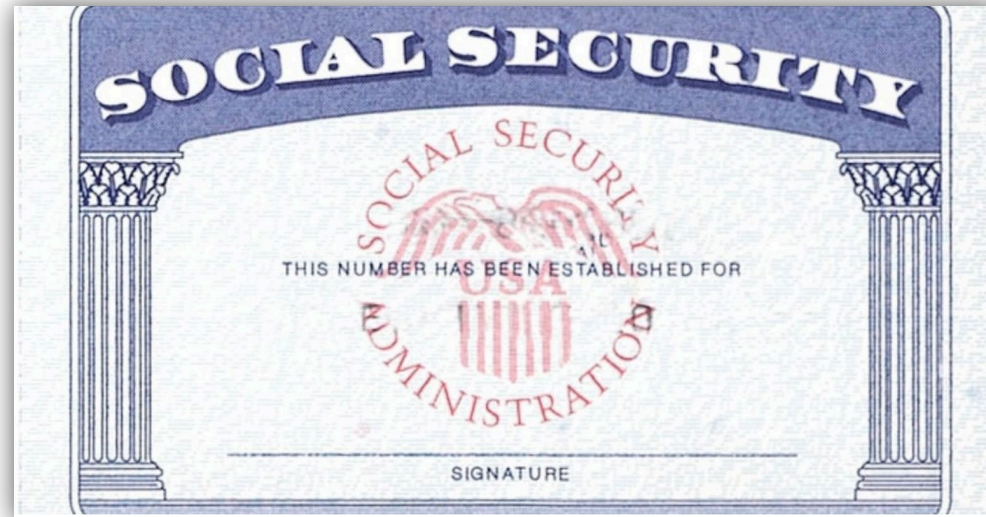 SOCIAL SECURITY
SOCIAL SECURITY
THIS NUMBER HAS BEEN ESTABLISHED FOR
USA
ADMINISTRATION
SIGNATURE